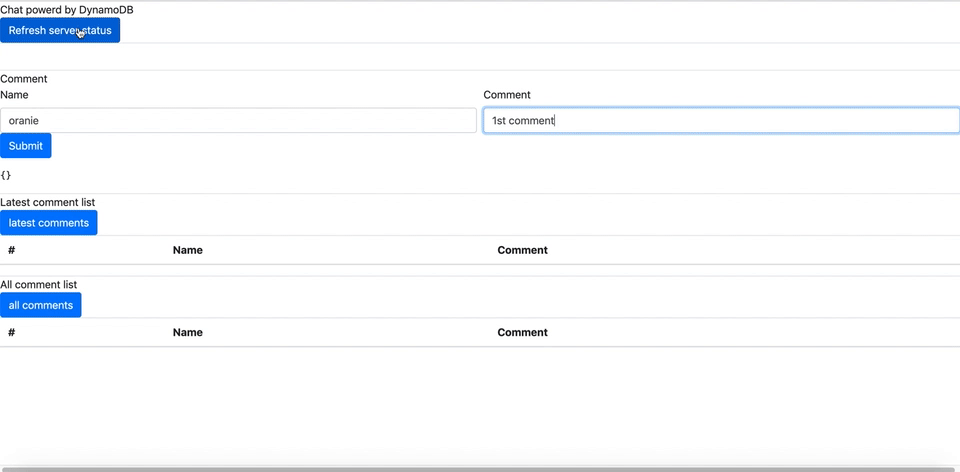 Chat powerd by DynamoDB
Refresh server status
Comment
Name Comment
oranie 1st comment
Submit
{}
Latest comment list
latest comments
# Name Comment
All comment list
all comments
# Name Comment